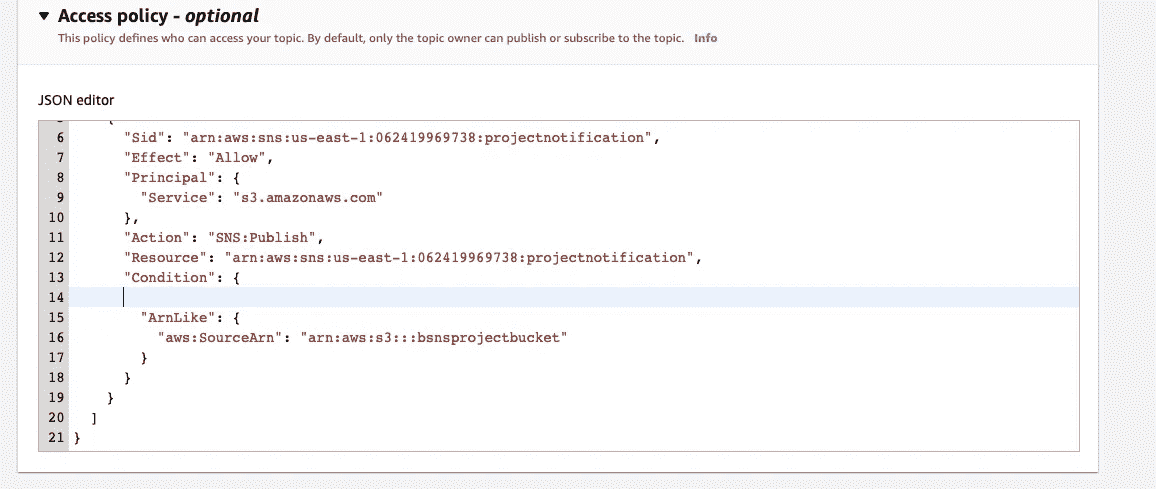 ▼ Access policy - optional
This policy defines who can access your topic. By default, only the topic owner can publish or subscribe to the topic. Info
JSON editor
6 "Sid": "arn:aws:sns:us-east-1:062419969738:projectnotification",
7 "Effect": "Allow",
8 "Principal": {
9 "Service": "s3.amazonaws.com"
10 },
11 "Action": "SNS:Publish",
12 "Resource": "arn:aws:sns:us-east-1:062419969738:projectnotification",
13 "Condition": {
14
15 "ArnLike": {
16 "aws:SourceArn": "arn:aws:s3:::bsnsprojectbucket"
17 }
18 }
19 }
20 ]
21 }